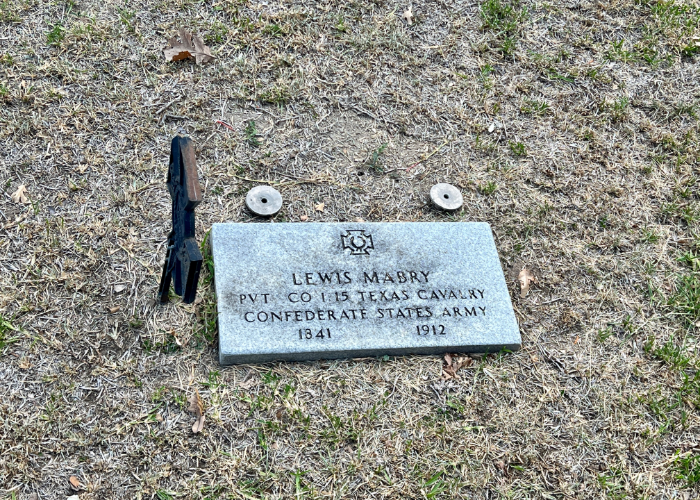 LEWIS MABRY
PVT CO I 15 TEXAS CAVALRY
CONFEDERATE STATES ARMY
1841 1912